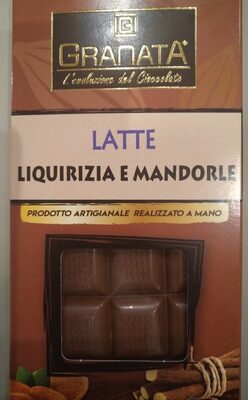 G
GRANATA
L'evoluzione del Cioccolato
LATTE
LIQUIRIZIA E MANDORLE
PRODOTTO ARTIGIANALE REALIZZATO A MANO